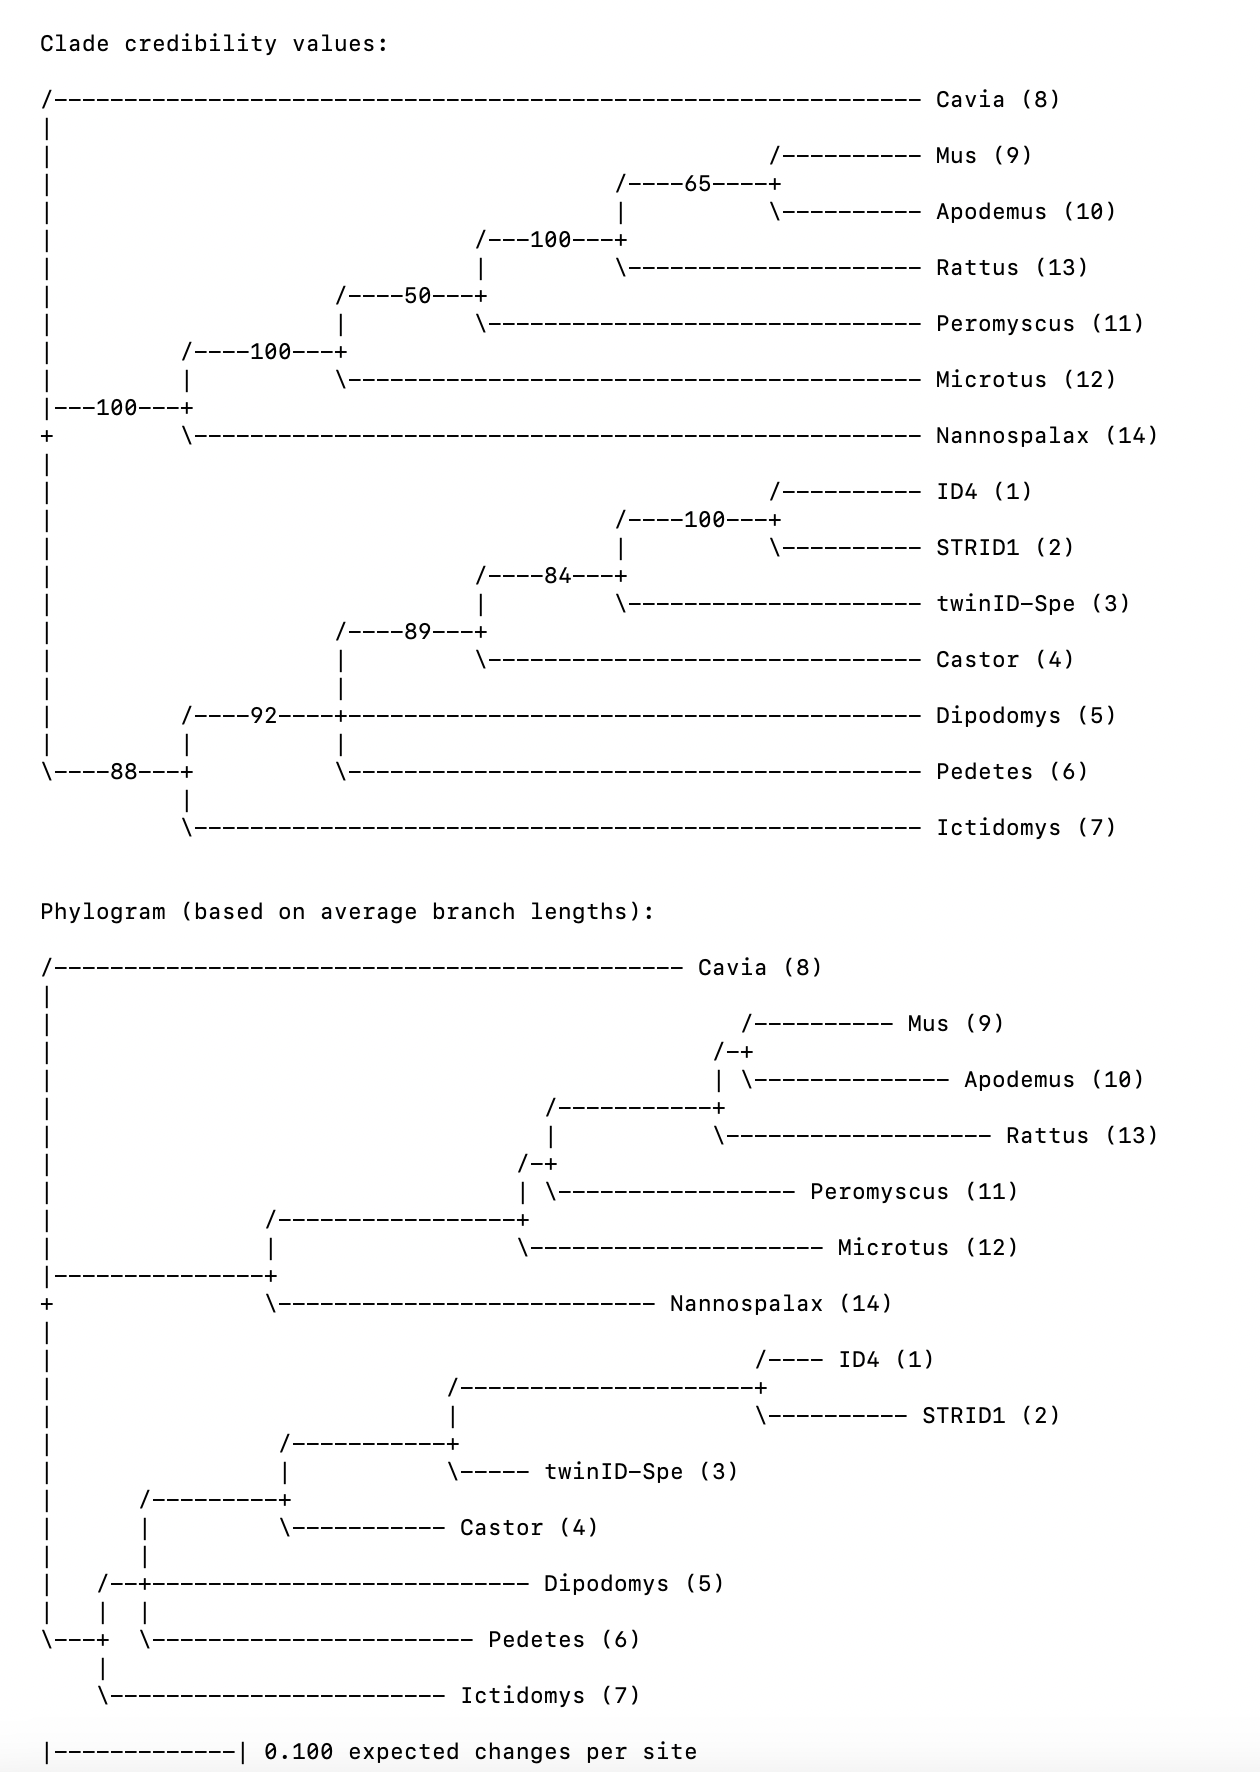 Clade credibility values:
/-------------------------------------------------------------- Cavia (8)
|
|                                                   /---------- Mus (9)
|                                        /----65----+
|                                        |          \---------- Apodemus (10)
|                              /---100---+
|                              |         \--------------------- Rattus (13)
|                    /----50---+
|                    |         \------------------------------- Peromyscus (11)
|         /----100---+
|         |          \----------------------------------------- Microtus (12)
|---100---+
+         \---------------------------------------------------- Nannospalax (14)
|
|                                                   /---------- ID4 (1)
|                                        /----100---+
|                                        |          \---------- STRID1 (2)
|                              /----84---+
|                              |         \--------------------- twinID-Spe (3)
|                    /----89---+
|                    |         \------------------------------- Castor (4)
|                    |
|         /----92----+----------------------------------------- Dipodomys (5)
|         |          |
\----88---+          \----------------------------------------- Pedetes (6)
          |
          \---------------------------------------------------- Ictidomys (7)
Phylogram (based on average branch lengths):
/--------------------------------------------- Cavia (8)
|
|                                                 /---------- Mus (9)
|                                               /-+
|                                               | \-------------- Apodemus (10)
|                                   /-----------+
|                                   |           \------------------- Rattus (13)
|                                 /-+
|                                 | \----------------- Peromyscus (11)
|               /-----------------+
|               |                 \--------------------- Microtus (12)
|---------------+
+               \--------------------------- Nannospalax (14)
|
|                                                  /---- ID4 (1)
|                            /---------------------+
|                            |                     \---------- STRID1 (2)
|                /-----------+
|                |           \----- twinID-Spe (3)
|      /---------+
|      |         \----------- Castor (4)
|      |
|   /--+--------------------------- Dipodomys (5)
|   |  |
\---+  \----------------------- Pedetes (6)
    |
    \------------------------ Ictidomys (7)
|-------------| 0.100 expected changes per site